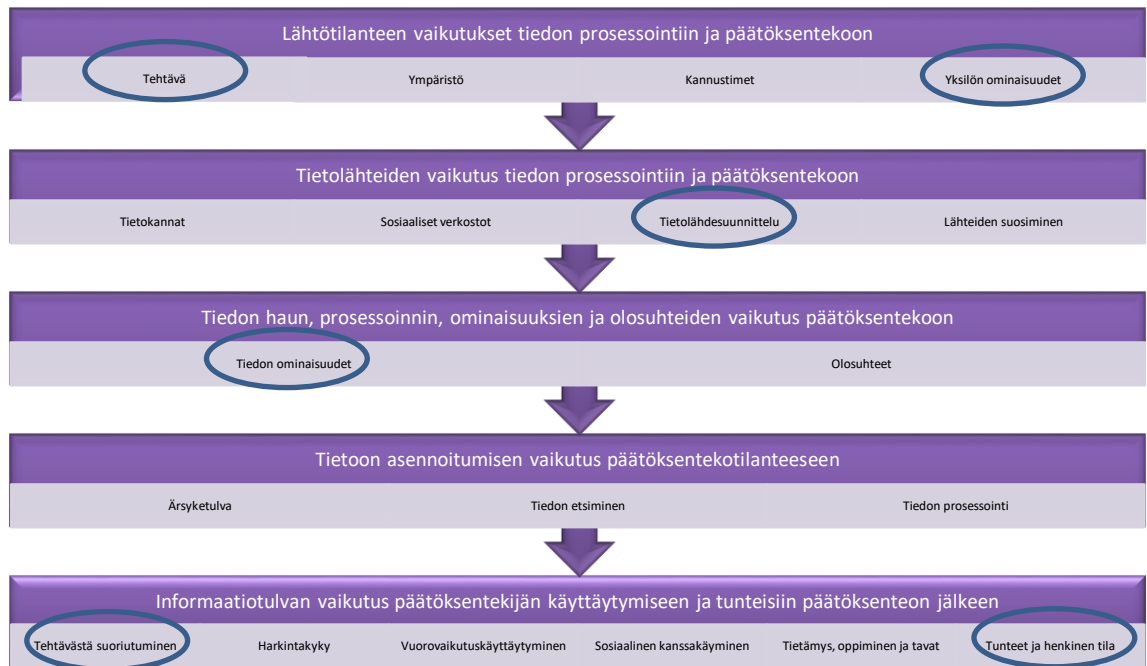 Lähtötilanteen vaikutukset tiedon prosessointiin ja päätöksentekoon
Tehtävä Ympäristö Kannustimet Yksilön ominaisuudet
Tietolähteiden vaikutus tiedon prosessointiin ja päätöksentekoon
Tietokannat Sosiaaliset verkostot Tietolähdesuunnittelu Lähteiden suosiminen
Tiedon haun, prosessoinnin, ominaisuuksien ja olosuhteiden vaikutus päätöksentekoon
Tiedon ominaisuudet Olosuhteet
Tietoon asennoitumisen vaikutus päätöksentekotilanteeseen
Ärsyketulva Tiedon etsiminen Tiedon prosessointi
Informaatiotulvan vaikutus päätöksentekijän käyttäytymiseen ja tunteisiin päätöksenteon jälkeen
Tehtävästä suoriutuminen Harkintakyky Vuorovaikutuskäyttäytyminen Sosiaalinen kanssakäyminen Tietämys, oppiminen ja tavat Tunteet ja henkinen tila